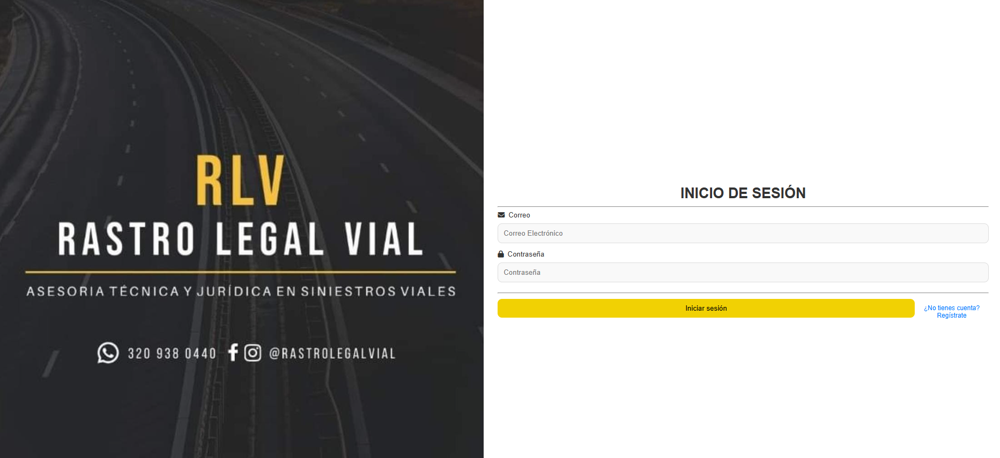 RLV
RASTRO LEGAL VIAL
ASESORIA TÉCNICA Y JURÍDICA EN SINIESTROS VIALES
320 938 0440 @RASTROLEGALVIAL
INICIO DE SESIÓN
Correo
Correo Electrónico
Contraseña
Contraseña
Iniciar sesión
¿No tienes cuenta?
Regístrate